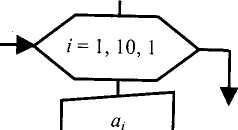 i = 1, 10, 1
a_i